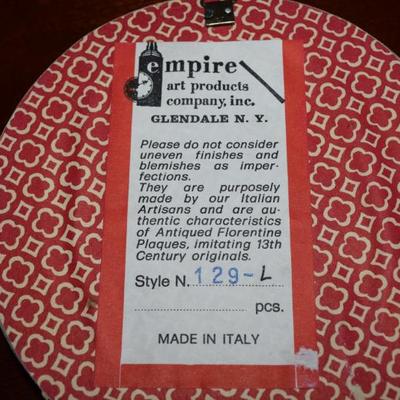 empire
art products
company, inc.
GLENDALE N. Y.
Please do not consider
uneven finishes and
blemishes as imper-
fections.
They are purposely
made by our Italian
Artisans and are au-
thentic characteristics
of Antiqued Florentine
Plaques, imitating 13th
Century originals.
Style N. 129-L
pcs.
MADE IN ITALY